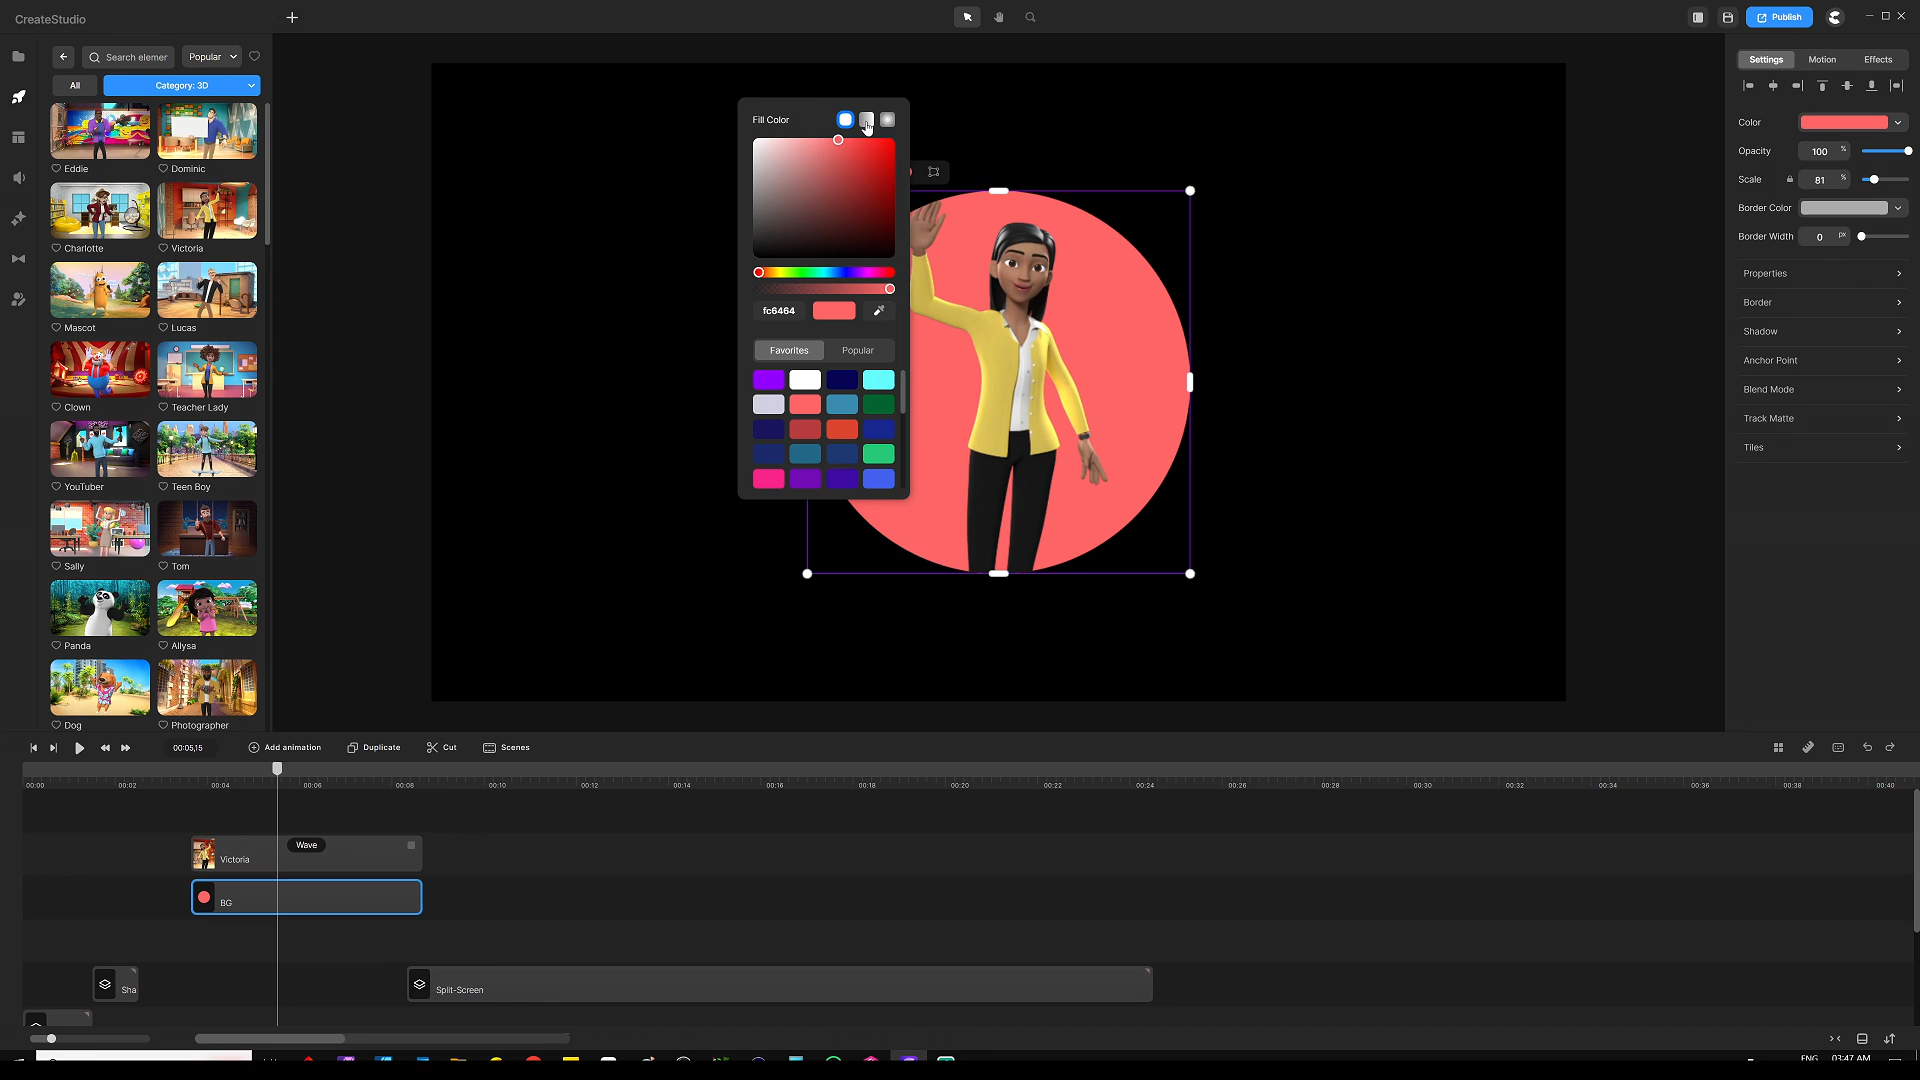 CreateStudio
Publish
Search elemer
Popular
All
Category: 3D
Eddie
Dominic
Charlotte
Victoria
Mascot
Lucas
Clown
Teacher Lady
YouTuber
Teen Boy
Sally
Tom
Panda
Allysa
Dog
Photographer
Fill Color
fc6464
Favorites
Popular
Settings
Motion
Effects
Color
Opacity
100 %
Scale
81 %
Border Color
Border Width
0 px
Properties
Border
Shadow
Anchor Point
Blend Mode
Track Matte
Tiles
00:05,15
Add animation
Duplicate
Cut
Scenes
00:00
00:02
00:04
00:06
00:08
00:10
00:12
00:14
00:16
00:18
00:20
00:22
00:24
00:26
00:28
00:30
00:32
00:34
00:36
00:38
00:40
Wave
Victoria
BG
Sha
Split-Screen
ENG
03:47 AM